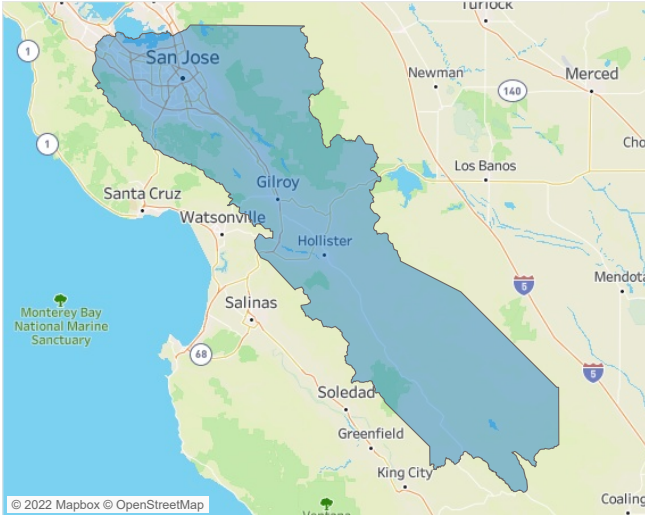 Turlock
1
San Jose
Newman
Merced
140
1
Los Banos
Gilroy
Santa Cruz
Watsonville
Hollister
5
Mendota
Monterey Bay
National Marine
Sanctuary
Salinas
68
5
Soledad
Greenfield
King City
© 2022 Mapbox © OpenStreetMap